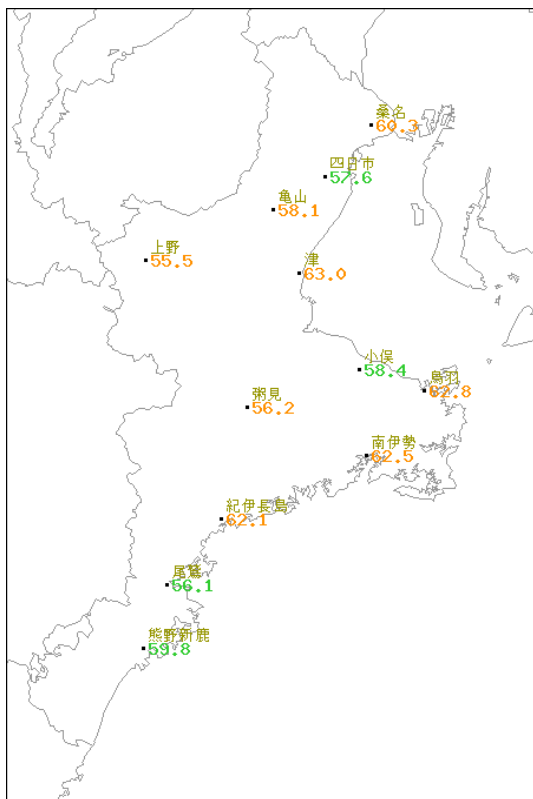 桑名
60.3
四日市
57.6
亀山
58.1
上野
55.5
津
63.0
小俣
58.4
鳥羽
62.8
粥見
56.2
南伊勢
62.5
紀伊長島
62.1
尾鷲
56.1
熊野新鹿
59.8